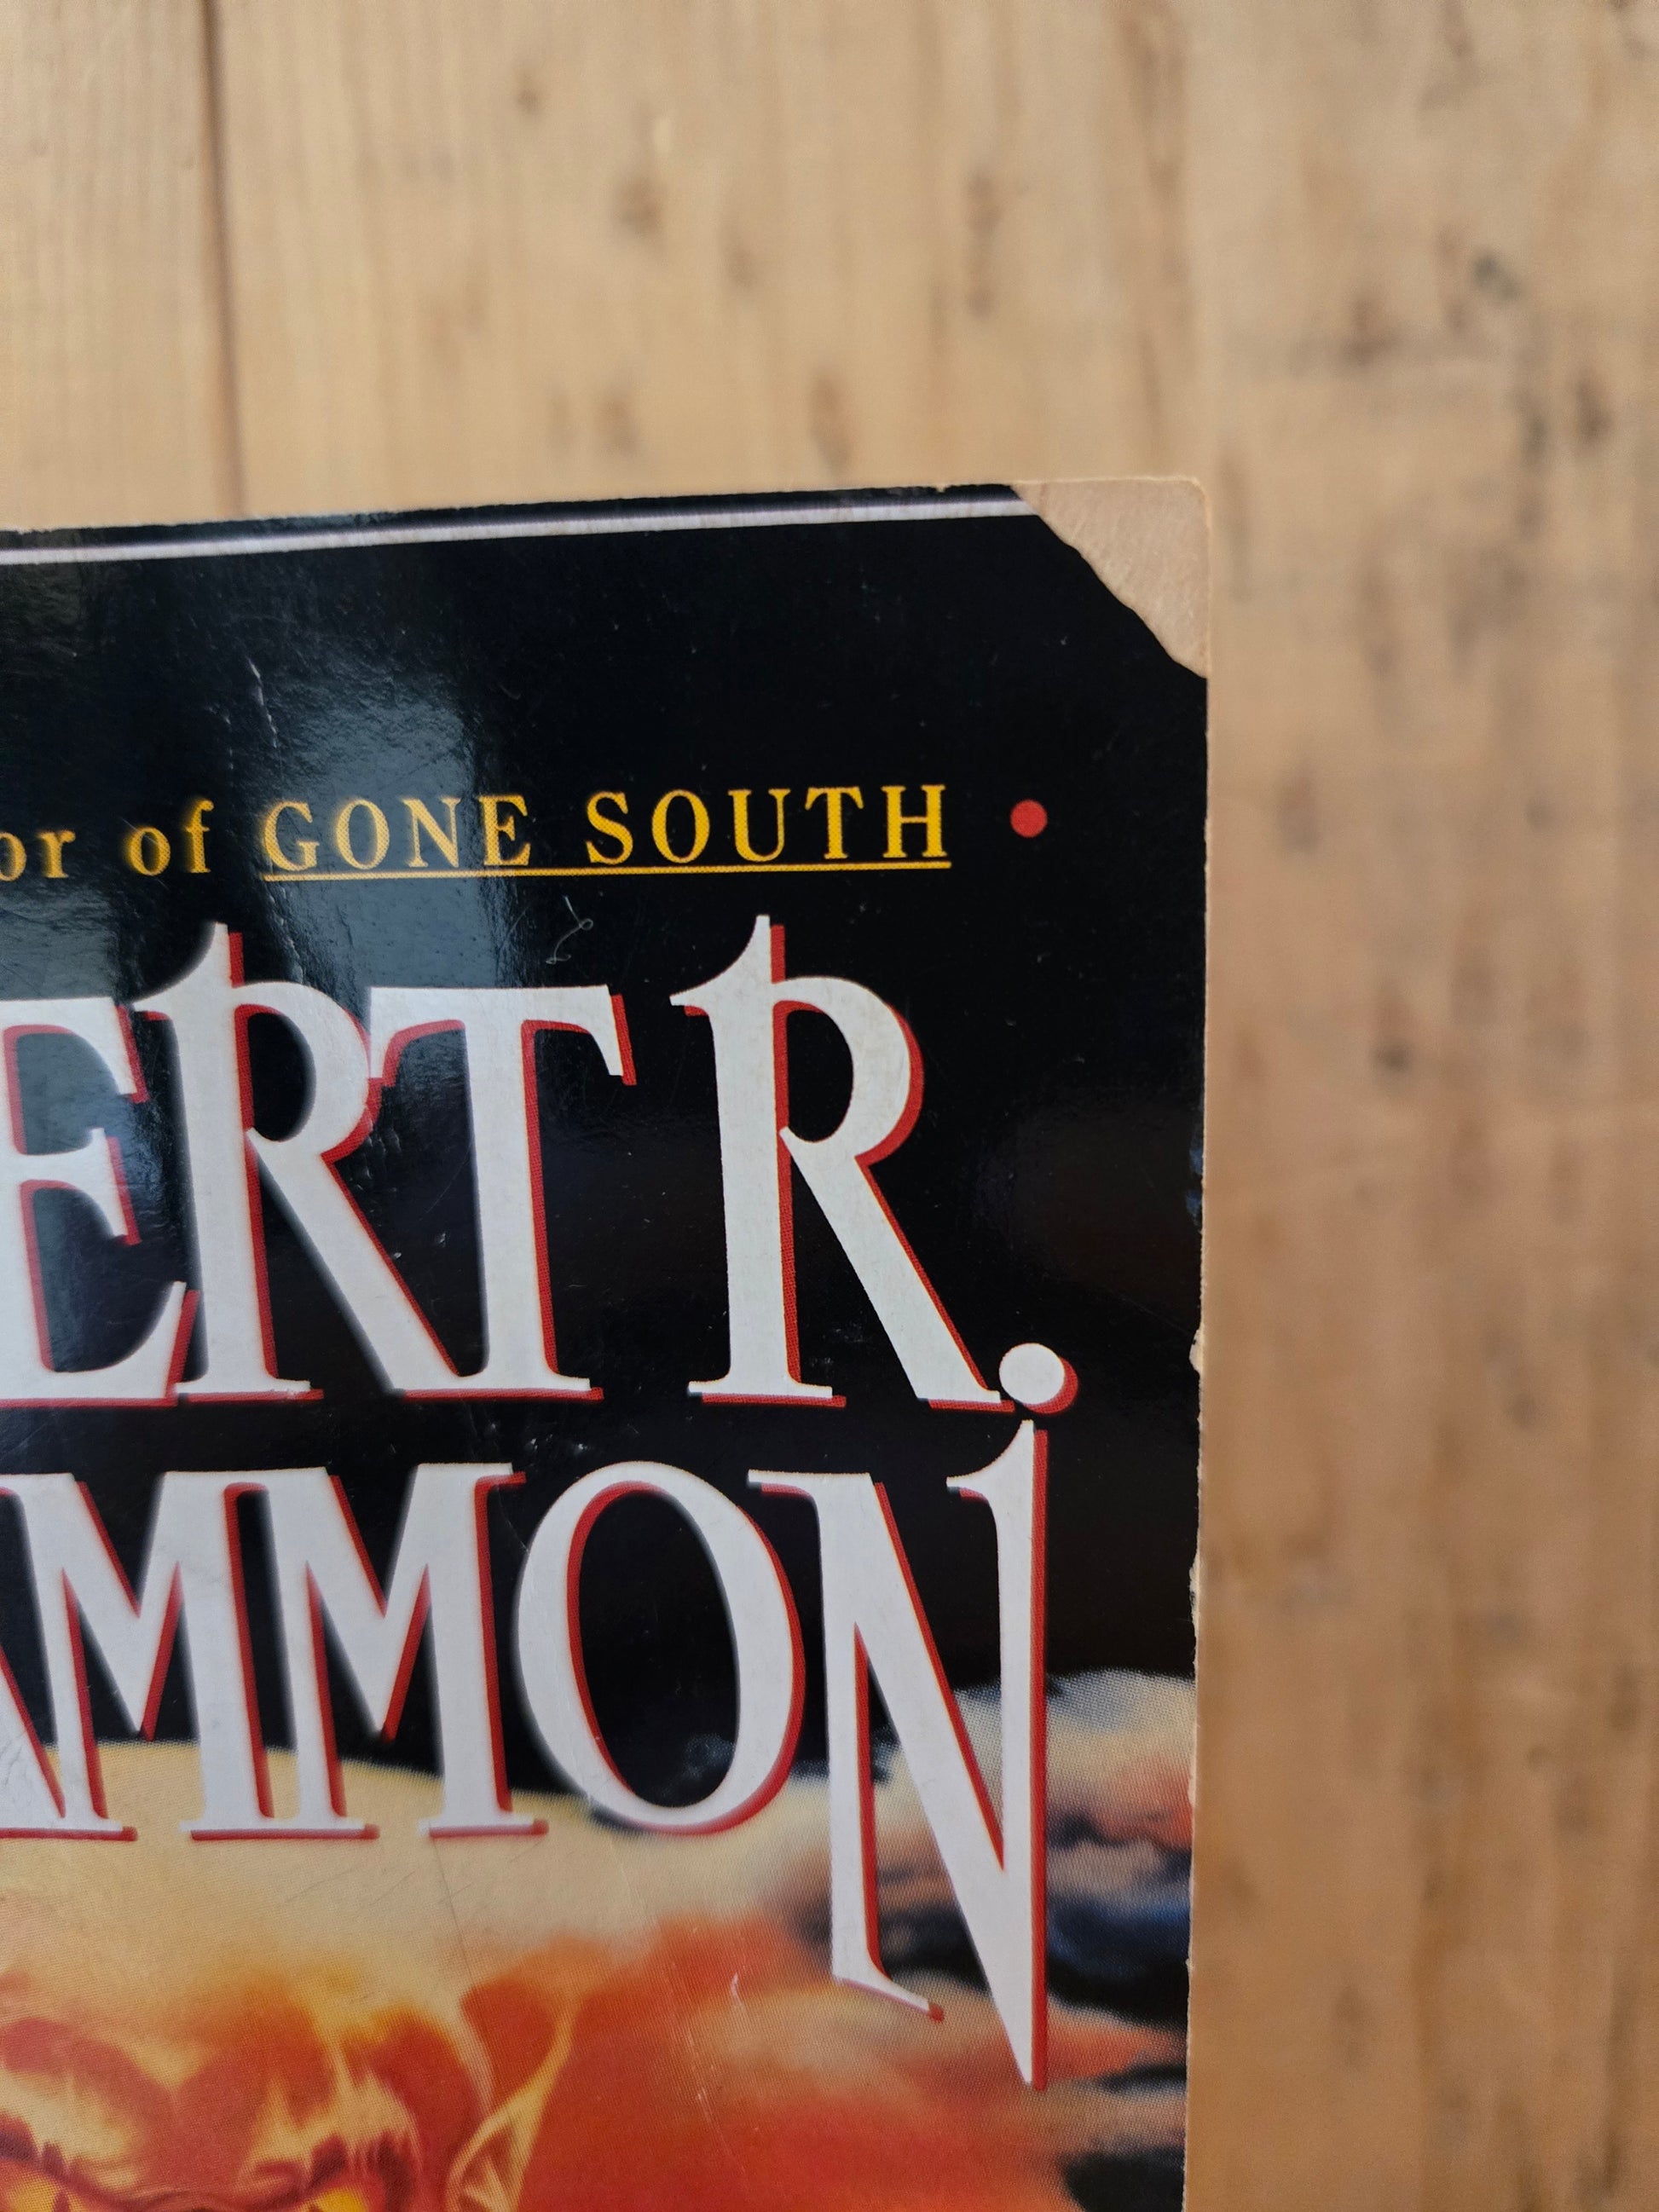 or of GONE SOUTH •
ERT R.
AMMON